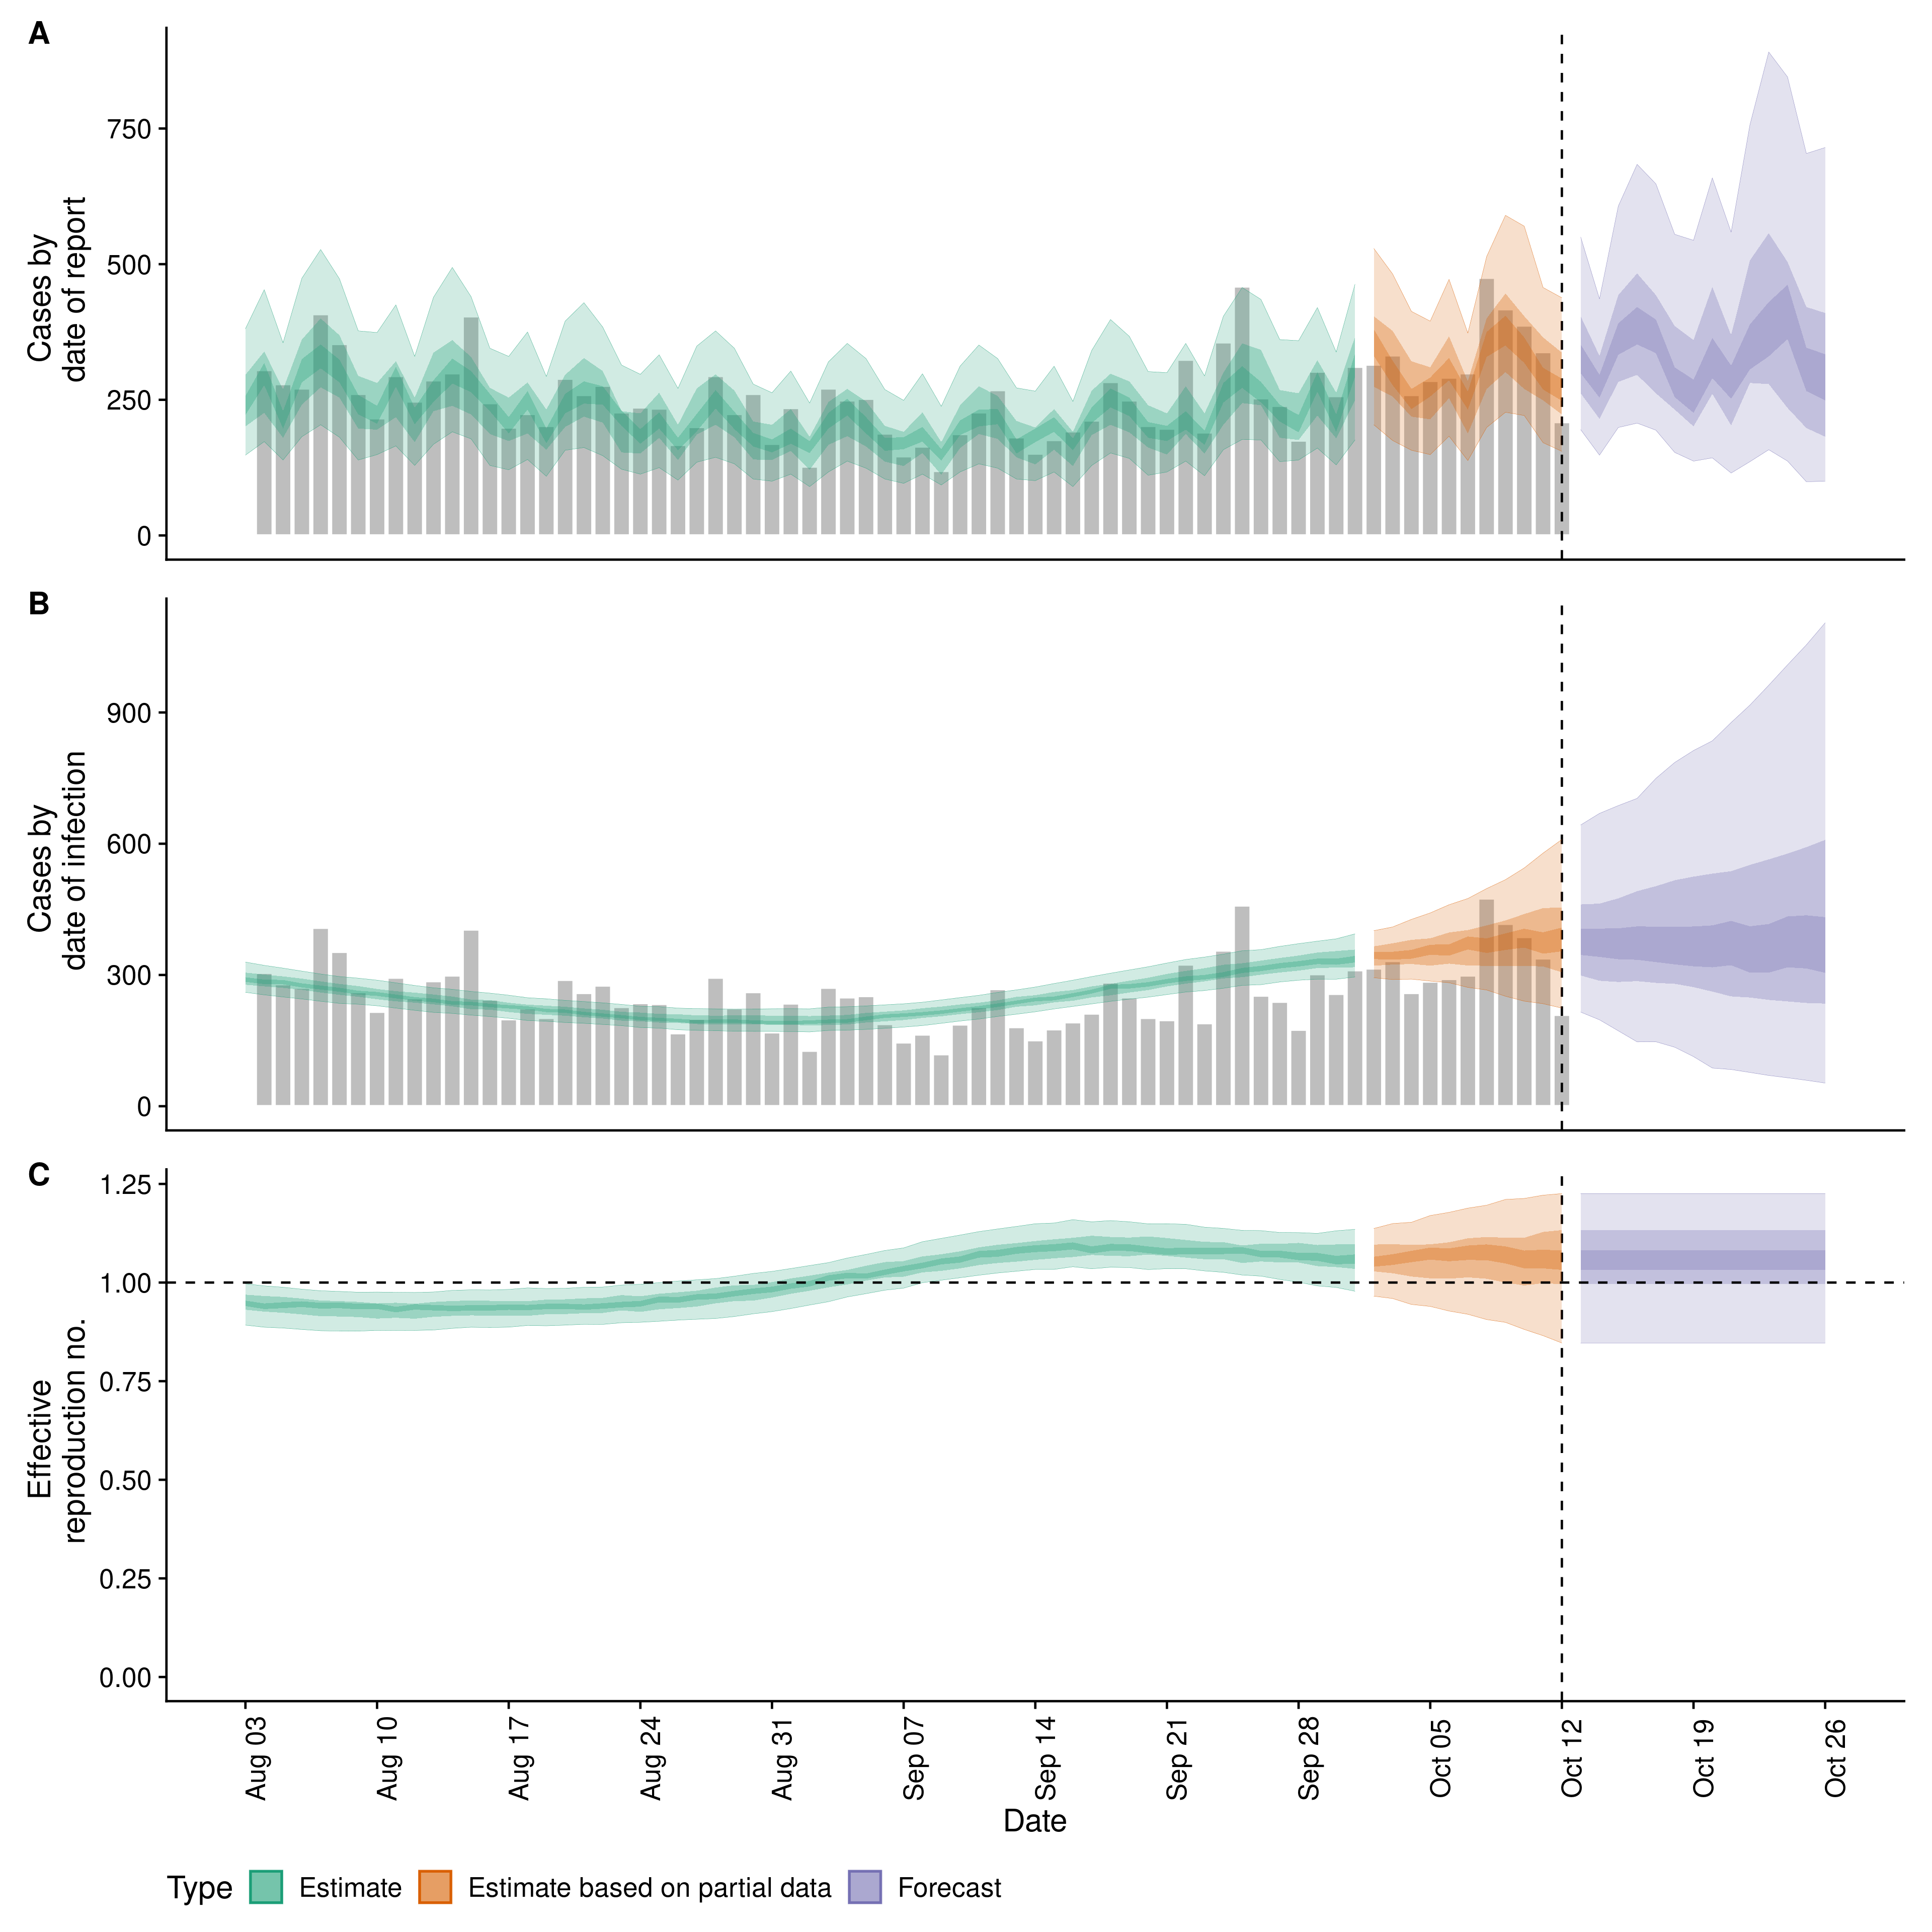 A
Cases by
date of report
750
500
250
0
B
Cases by
date of infection
900
600
300
0
C
Effective
reproduction no.
1.25
1.00
0.75
0.50
0.25
0.00
Aug 03
Aug 10
Aug 17
Aug 24
Aug 31
Sep 07
Sep 14
Sep 21
Sep 28
Oct 05
Oct 12
Oct 19
Oct 26
Date
Type Estimate Estimate based on partial data Forecast